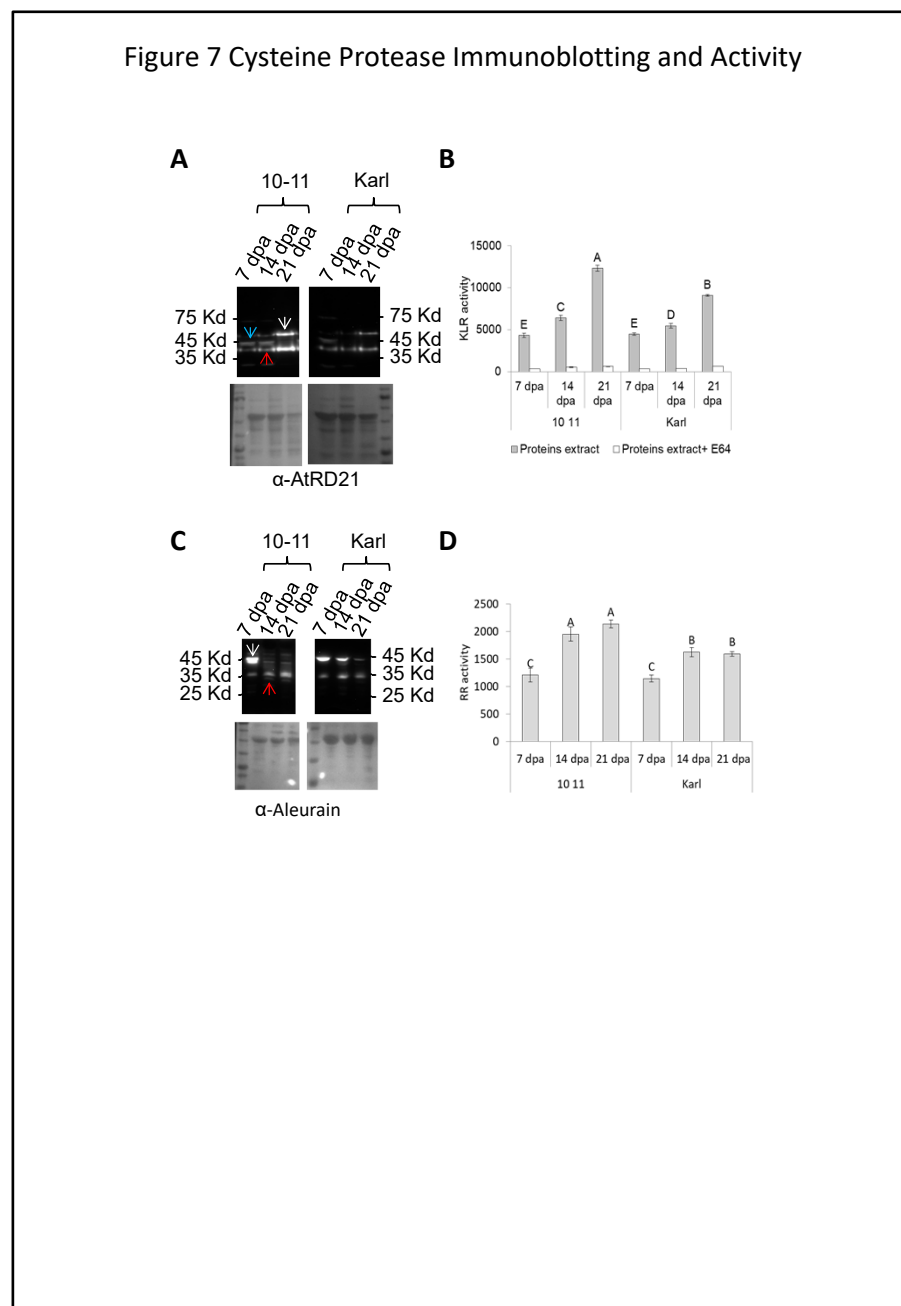 Figure 7 Cysteine Protease Immunoblotting and Activity
A
10-11
Karl
7 dpa
14 dpa
21 dpa
7 dpa
14 dpa
21 dpa
75 Kd
45 Kd
35 Kd
75 Kd
45 Kd
35 Kd
α-AtRD21
B
KLR activity
15000
10000
5000
0
E
C
A
E
D
B
7 dpa
14
dpa
21
dpa
7 dpa
14
dpa
21
dpa
10 11
Karl
Proteins extract
Proteins extract+ E64
C
10-11
Karl
7 dpa
14 dpa
21 dpa
7 dpa
14 dpa
21 dpa
45 Kd
35 Kd
25 Kd
45 Kd
35 Kd
25 Kd
α-Aleurain
D
RR activity
2500
2000
1500
1000
500
0
C
A
A
C
B
B
7 dpa
14 dpa
21 dpa
7 dpa
14 dpa
21 dpa
10 11
Karl